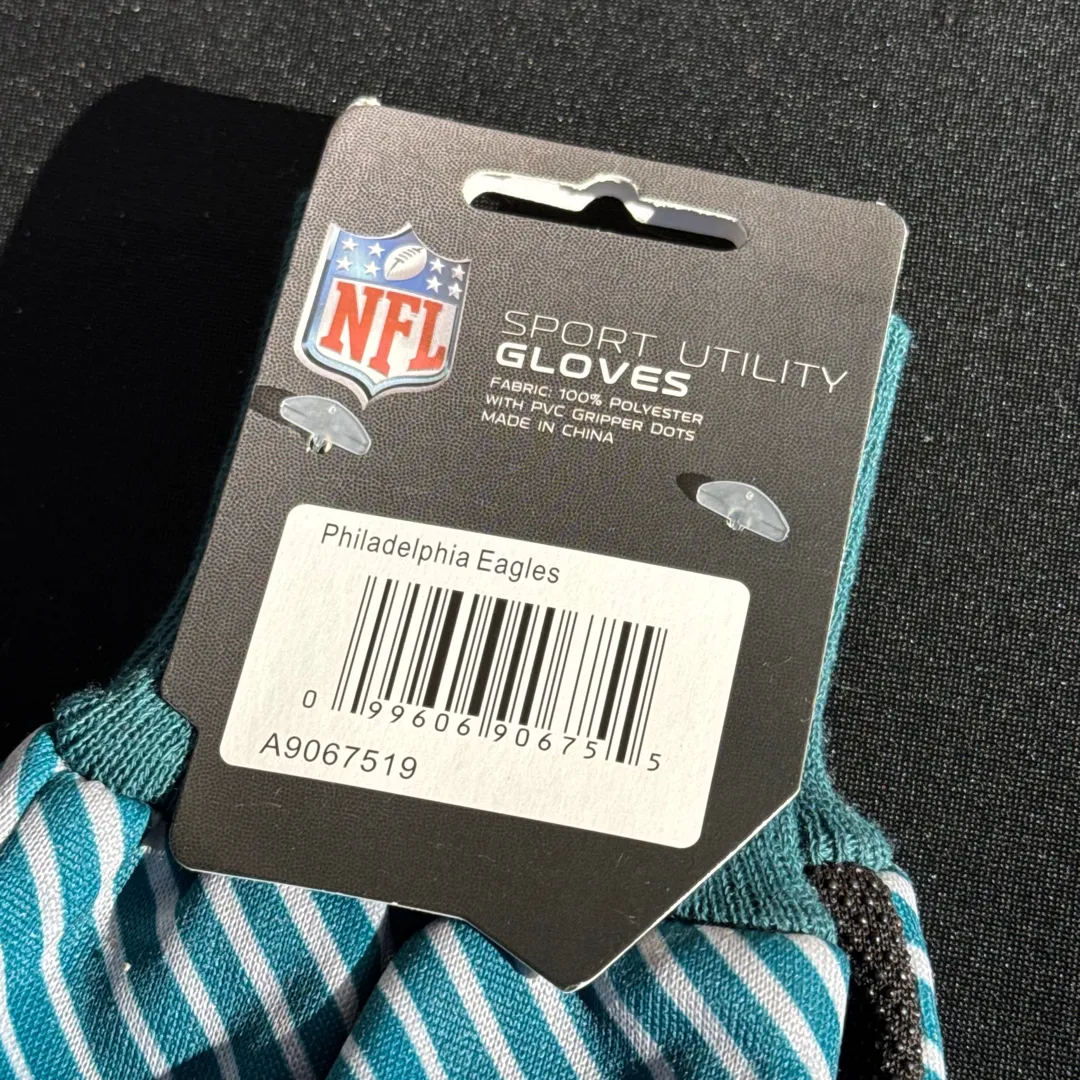 NFL
SPORT UTILITY
GLOVES
FABRIC: 100% POLYESTER
WITH PVC GRIPPER DOTS
MADE IN CHINA
Philadelphia Eagles
0 99606 90675 5
A9067519